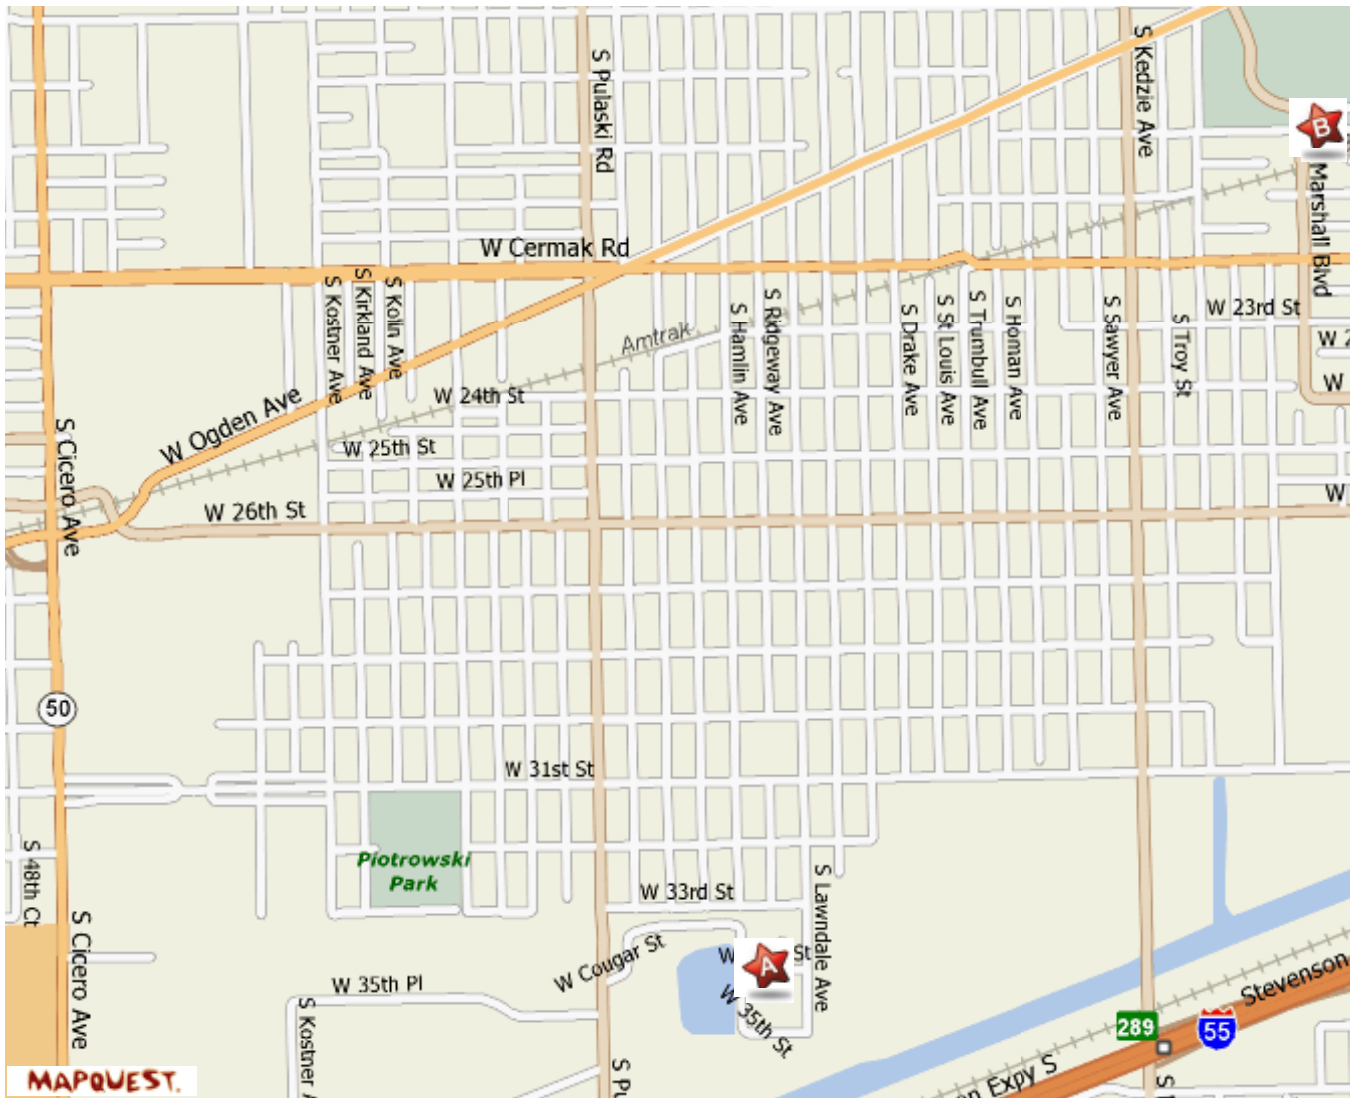 S Kedzie Ave
S Pulaski Rd
B
Marshall Blvd
W Cermak Rd
S Kostner Ave
S Kirkland Ave
S Kolin Ave
S Hamlin Ave
S Ridgeway Ave
S Drake Ave
S St Louis Ave
S Trumbull Ave
S Homan Ave
S Sawyer Ave
S Troy St
W 23rd St
Amtrak
W 2
W
W 24th St
W Ogden Ave
W 25th St
W 25th Pl
S Cicero Ave
W 26th St
W
50
W 31st St
Piotrowski
Park
S 48th Ct
W 33rd St
S Lawndale Ave
S Cicero Ave
W Cougar St
W
St
A
W 35th Pl
W 35th St
S Kostner A
Stevenson
289
55
n Expy S
S Pu
S
MAPQUEST.